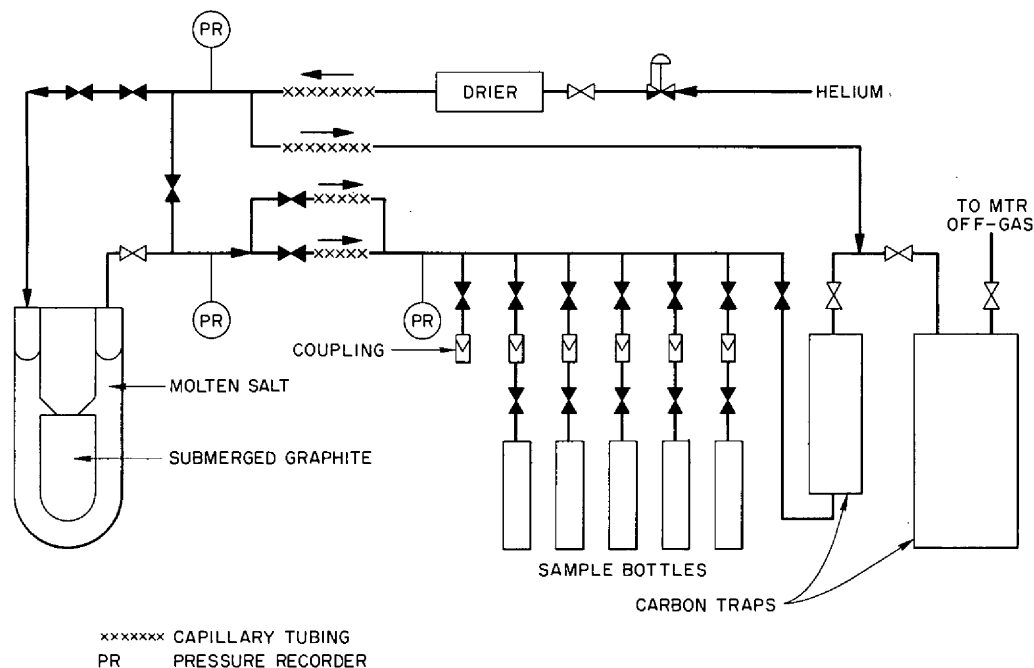 PR
DRIER
HELIUM
TO MTR
OFF-GAS
PR
PR
COUPLING
MOLTEN SALT
SUBMERGED GRAPHITE
SAMPLE BOTTLES
CARBON TRAPS
××××××× CAPILLARY TUBING
PR PRESSURE RECORDER